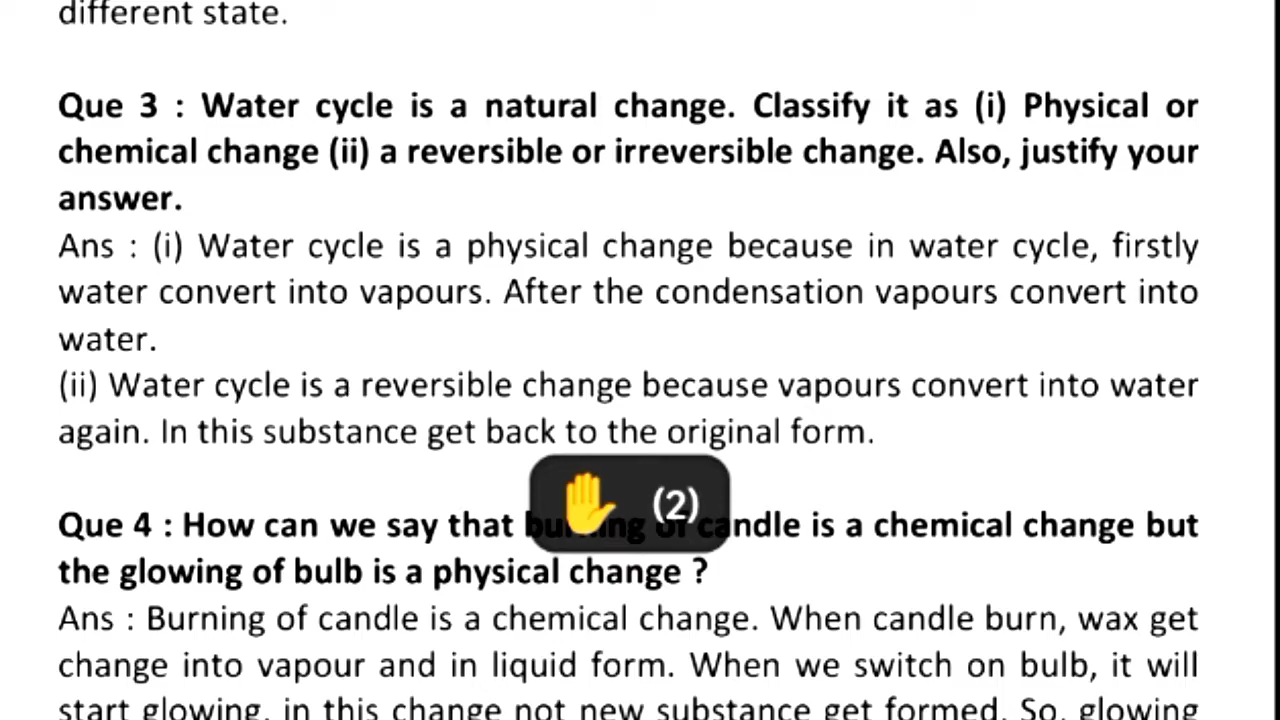 different state.
Que 3 : Water cycle is a natural change. Classify it as (i) Physical or
chemical change (ii) a reversible or irreversible change. Also, justify your
answer.
Ans : (i) Water cycle is a physical change because in water cycle, firstly
water convert into vapours. After the condensation vapours convert into
water.
(ii) Water cycle is a reversible change because vapours convert into water
again. In this substance get back to the original form.
(2)
Que 4 : How can we say that burning of candle is a chemical change but
the glowing of bulb is a physical change ?
Ans : Burning of candle is a chemical change. When candle burn, wax get
change into vapour and in liquid form. When we switch on bulb, it will
start glowing, in this change not new substance get formed. So, glowing